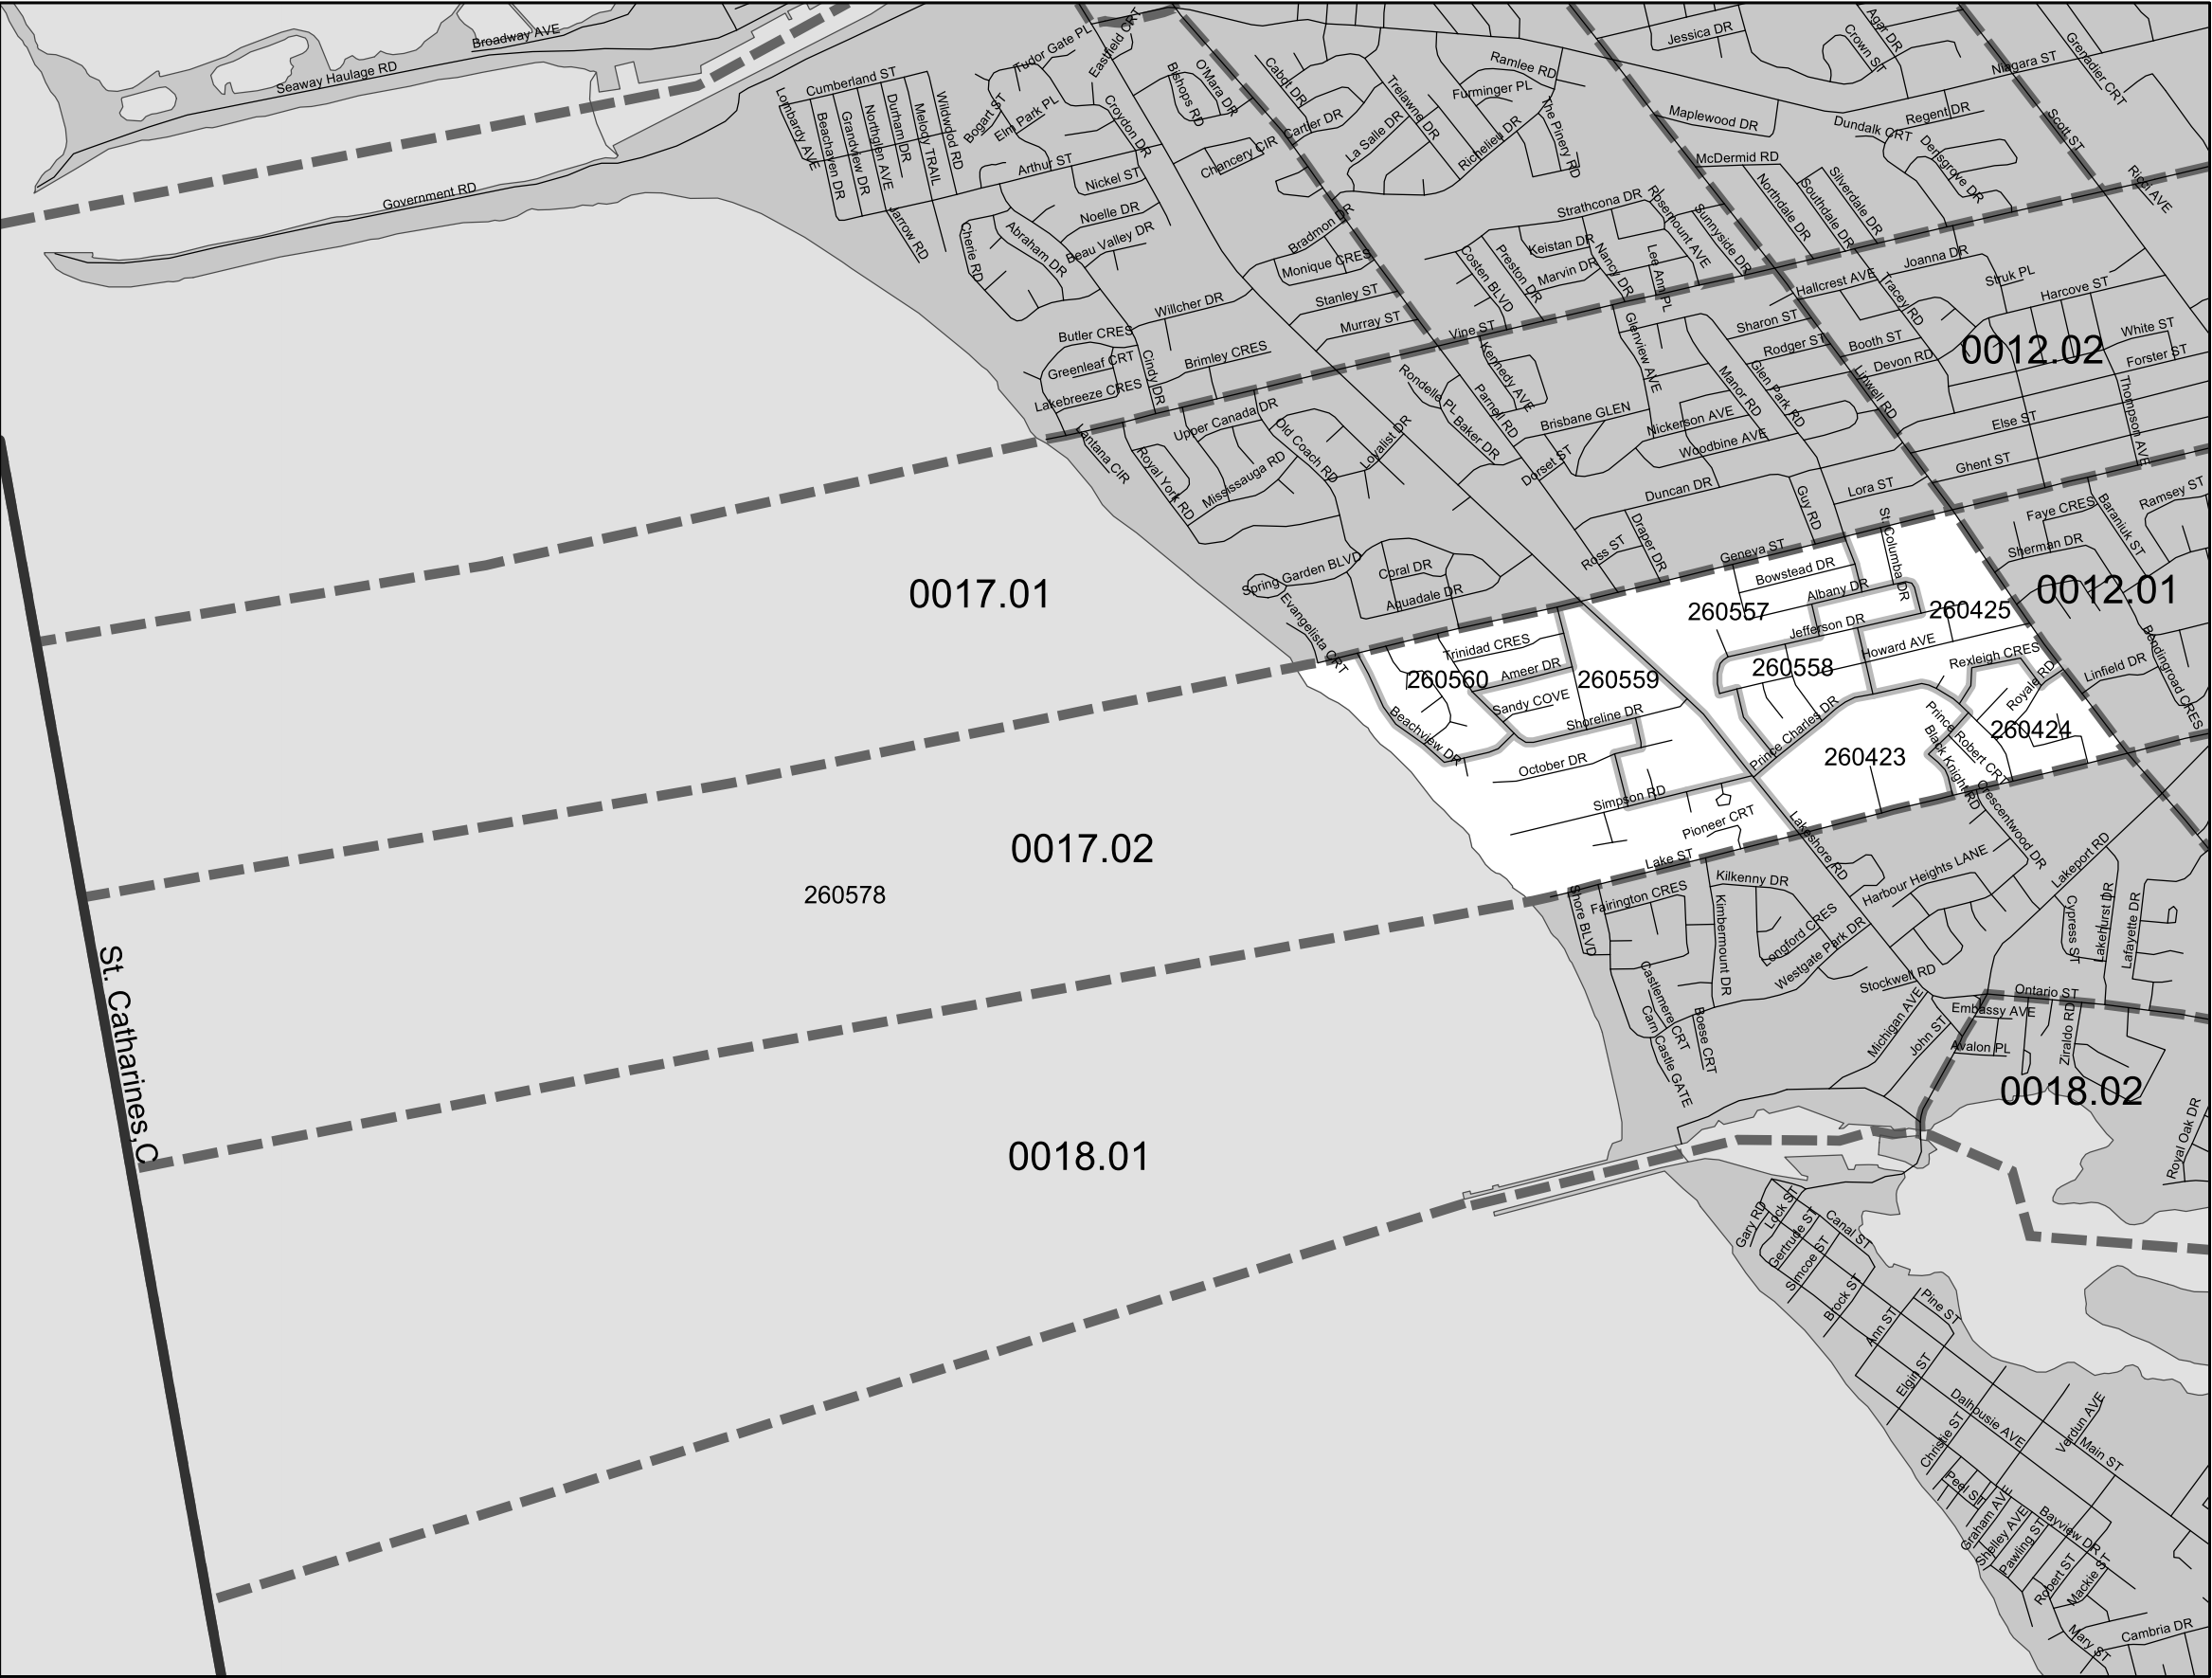 Broadway AVE
Seaway Haulage RD
Government RD
Cumberland ST
Lombardy AVE
Beachaven DR
Grandview DR
Northglen AVE
Durham DR
Melody TRAIL
Wildwood RD
Jarrow RD
Bogart ST
Elm Park PL
Tudor Gate PL
Eastfield CRT
Croydon DR
Arthur ST
Nickel ST
Noelle DR
Beau Valley DR
Abraham DR
Cherie RD
Bishops RD
O'Mara DR
Chancery CIR
Cabot DR
Cartier DR
Trelawne DR
La Salle DR
Richelieu DR
Furminger PL
Ramlee RD
The Pinery RD
Jessica DR
Crown ST
Agar DR
Niagara ST
Grenadier CRT
Scott ST
Ricci AVE
Maplewood DR
Regent DR
Dundalk CRT
Densgrove DR
McDermid RD
Northdale DR
Southdale DR
Silverdale DR
Bradmon DR
Monique CRES
Stanley ST
Murray ST
Willcher DR
Butler CRES
Greenleaf CRT
Lakebreeze CRES
Cindy DR
Brimley CRES
Strathcona DR
Rosemount AVE
Sunnyside DR
Keistan DR
Marvin DR
Nancy DR
Lee Ann PL
Costen BLVD
Preston DR
Vine ST
Hallcrest AVE
Joanna DR
Struk PL
Harcove ST
Tracey RD
Sharon ST
Rodger ST
Booth ST
Devon RD
White ST
Forster ST
0012.02
Thompson AVE
Linwell RD
Else ST
Ghent ST
Glenview AVE
Manor RD
Glen Park RD
Kennedy AVE
Rondelle PL
Parnell RD
Baker DR
Brisbane GLEN
Nickerson AVE
Woodbine AVE
Dorset ST
Duncan DR
Guy RD
Lora ST
Upper Canada DR
Old Coach RD
Loyalist DR
Mississauga RD
Royal York RD
Lantana CIR
Spring Garden BLVD
Coral DR
Aquadale DR
Evangelista CRT
Ross ST
Draper DR
Geneva ST
Bowstead DR
Albany DR
St. Columba DR
Faye CRES
Baraniuk ST
Ramsey ST
Sherman DR
0012.01
Bendingroad CRES
Linfield DR
0017.01
260557
260425
Jefferson DR
Howard AVE
260558
Rexleigh CRES
Royale RD
Trinidad CRES
Ameer DR
260560
260559
Sandy COVE
Shoreline DR
Beachview DR
October DR
Simpson RD
Prince Charles DR
260423
260424
Prince Robert CRT
Black Knight RD
Pioneer CRT
Lake ST
Lakeshore RD
Crescentwood DR
Lakeport RD
0017.02
260578
Shore BLVD
Fairington CRES
Kilkenny DR
Kimbermount DR
Longford CRES
Westgate Park DR
Harbour Heights LANE
Cypress ST
Lakehurst DR
Lafayette DR
Castlemere CRT
Carn Castle GATE
Boese CRT
Stockwell RD
Michigan AVE
John ST
Ontario ST
Embassy AVE
Avalon PL
Ziraldo RD
0018.02
Royal Oak DR
St. Catharines,C
0018.01
Gary RD
Lock ST
Gertrude ST
Simcoe ST
Canal ST
Brock ST
Ann ST
Pine ST
Elgin ST
Dalhousie AVE
Christie ST
Verdun AVE
Main ST
Peel ST
Graham AVE
Shelley AVE
Pawling ST
Bayview DR
Robert ST
Mackie ST
Mary ST
Cambria DR